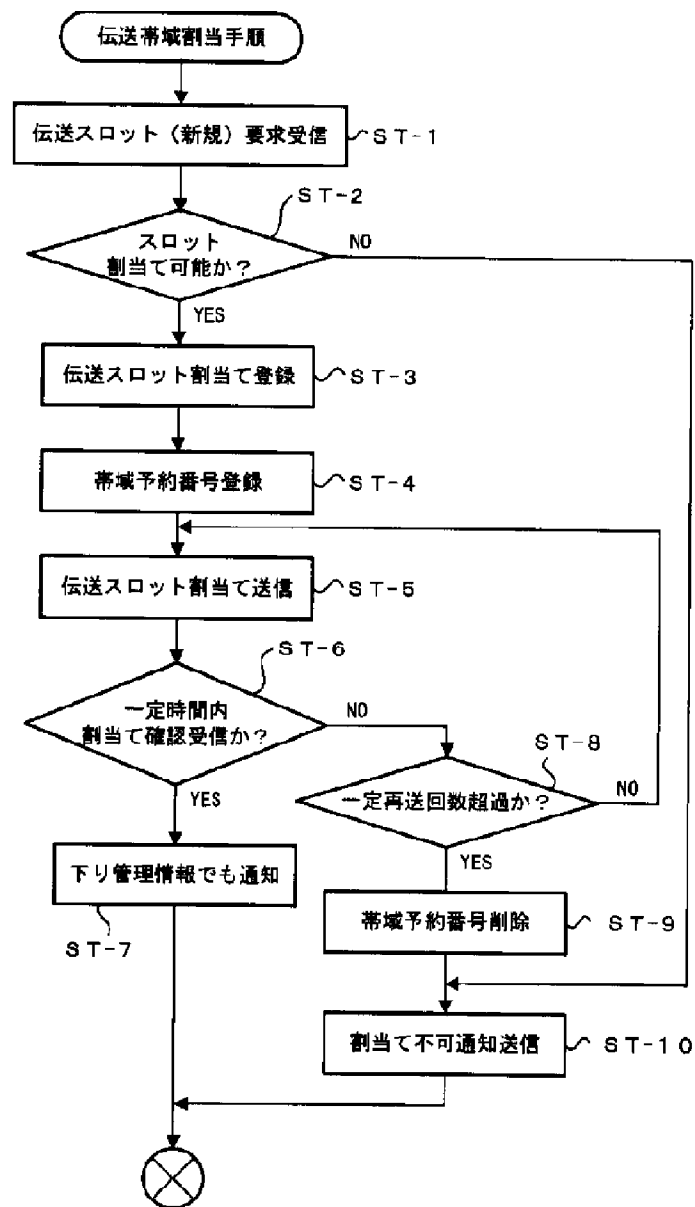 伝送帯域割当手順
伝送スロット（新規）要求受信
ST-1
ST-2
スロット
割当て可能か？
NO
YES
伝送スロット割当て登録
ST-3
帯域予約番号登録
ST-4
伝送スロット割当て送信
ST-5
ST-6
一定時間内
割当て確認受信か？
NO
YES
ST-8
一定再送回数超過か？
NO
YES
下り管理情報でも通知
ST-7
帯域予約番号削除
ST-9
割当て不可通知送信
ST-10